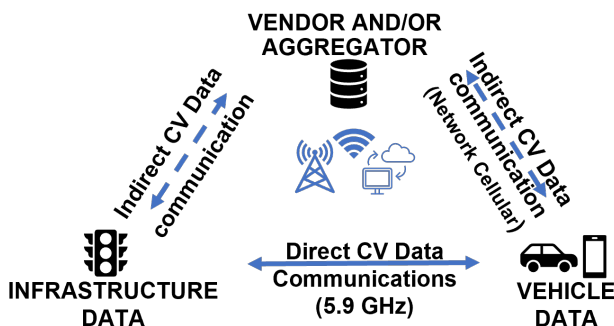 VENDOR AND/OR
AGGREGATOR
Indirect CV Data
communication
Indirect CV Data
communication
(Network Cellular)
Direct CV Data
Communications
(5.9 GHz)
INFRASTRUCTURE
DATA
VEHICLE
DATA